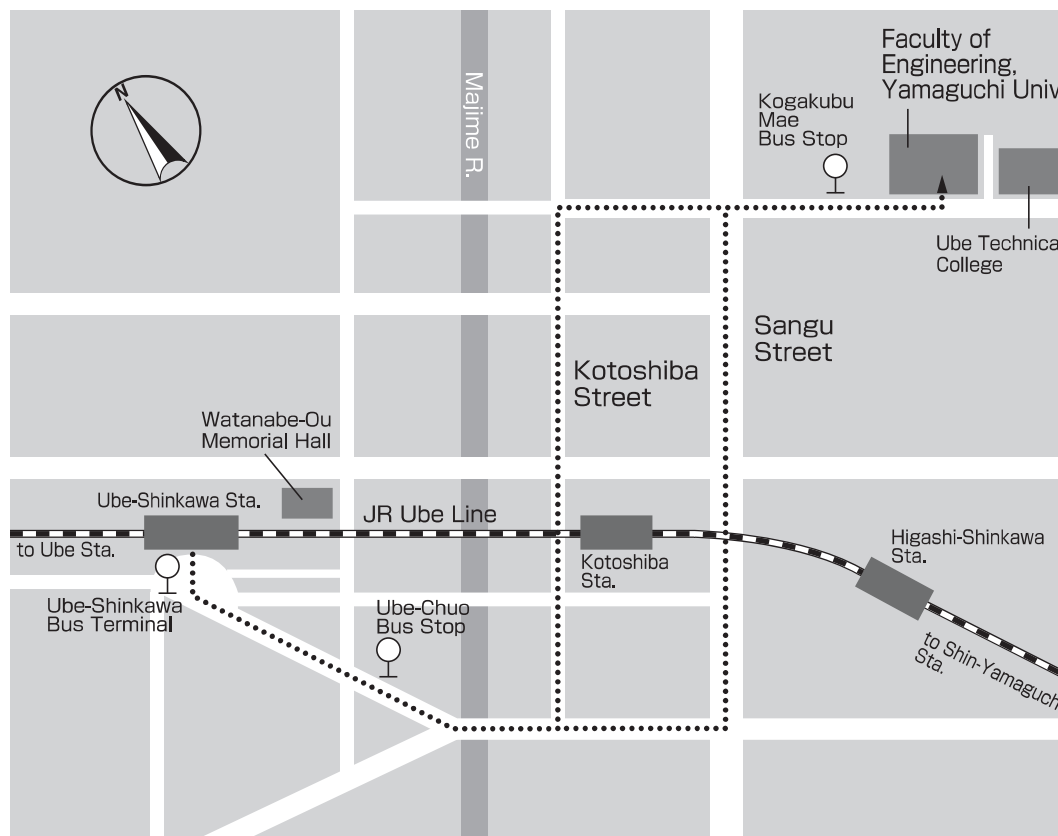 N
Majime R.
Faculty of
Engineering,
Yamaguchi Univ
Kogakubu
Mae
Bus Stop
Ube Technica
College
Sangu
Street
Kotoshiba
Street
Watanabe-Ou
Memorial Hall
Ube-Shinkawa Sta.
JR Ube Line
to Ube Sta.
Kotoshiba
Sta.
Higashi-Shinkawa
Sta.
Ube-Shinkawa
Bus Terminal
Ube-Chuo
Bus Stop
to Shin-Yamaguch
Sta.